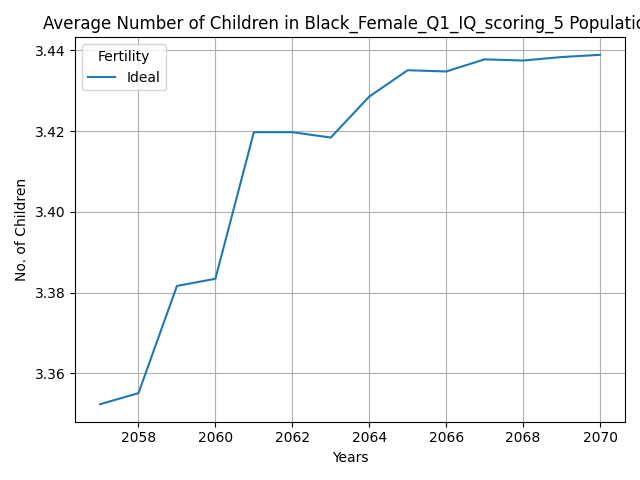 Average Number of Children in Black_Female_Q1_IQ_scoring_5 Populatio
Fertility
Ideal
No. of Children
3.44
3.42
3.40
3.38
3.36
2058 2060 2062 2064 2066 2068 2070
Years